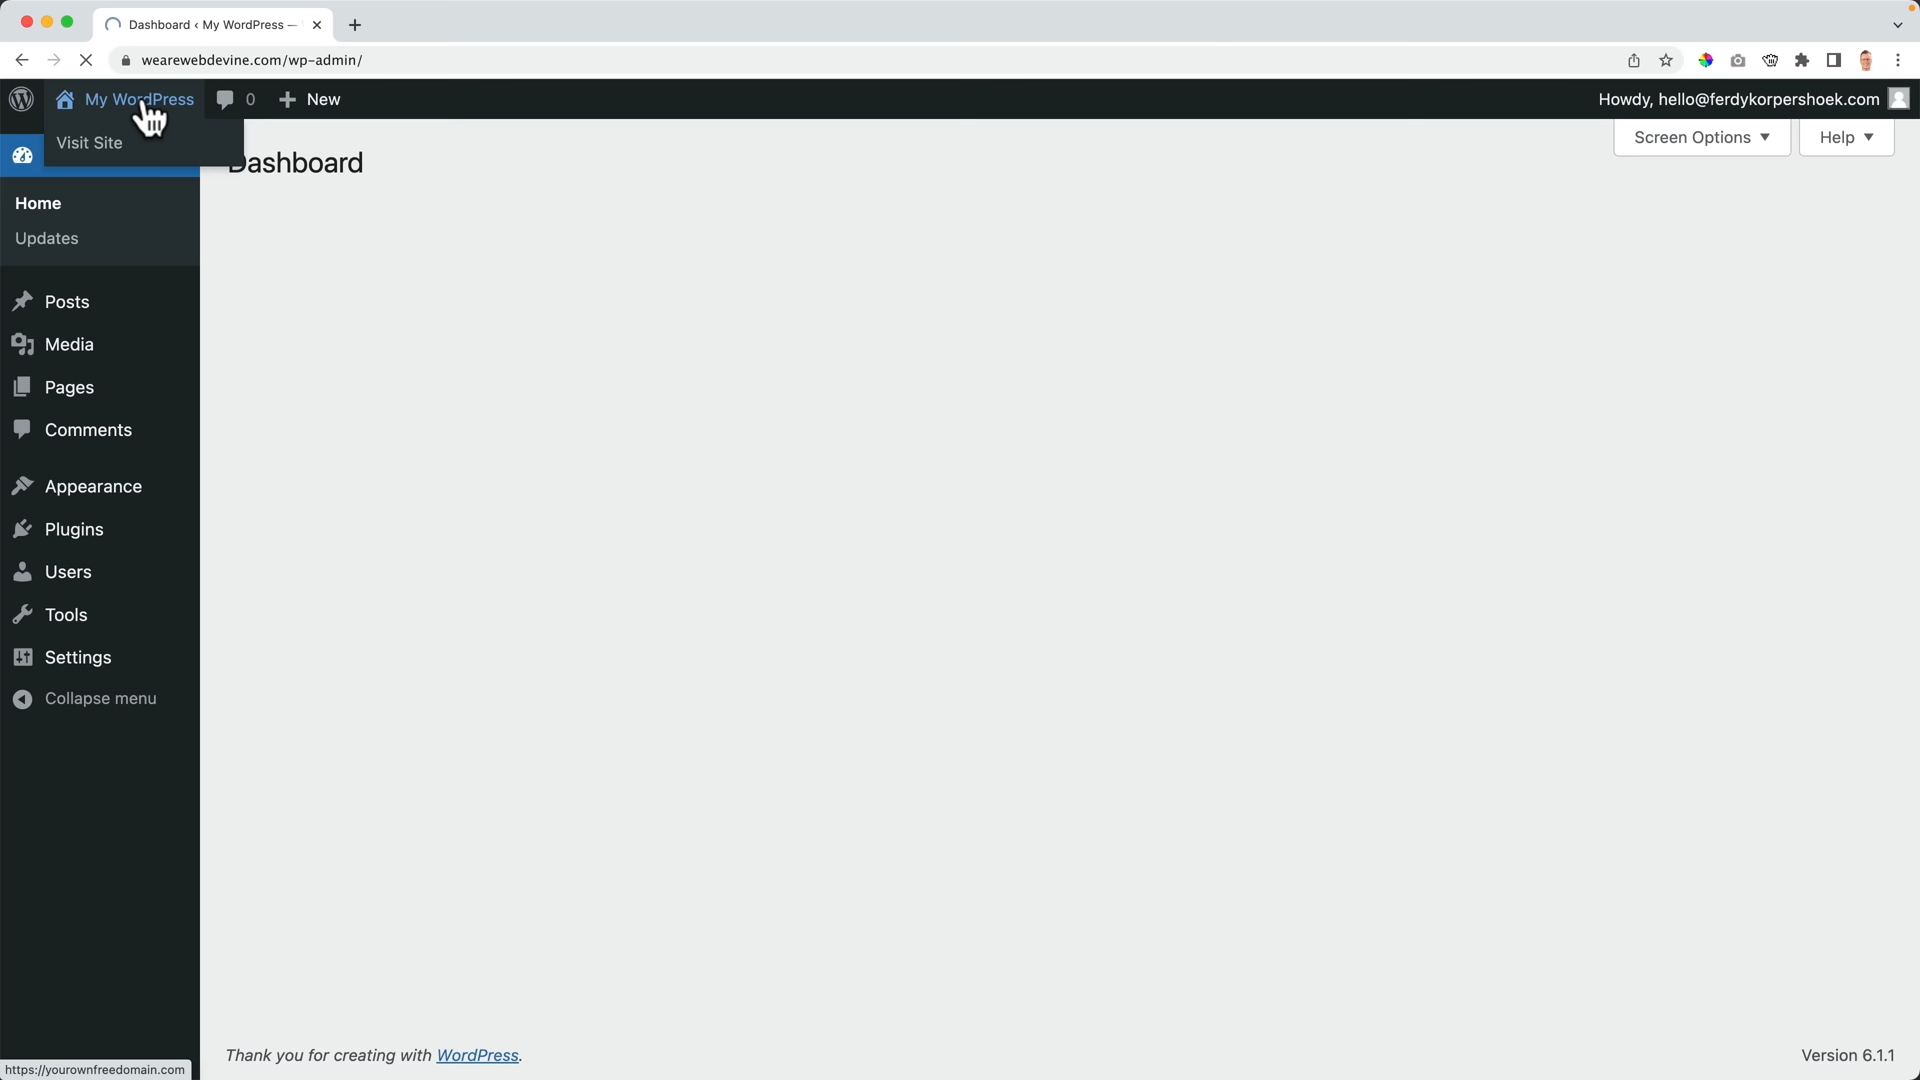 Dashboard ‹ My WordPress —
wearewebdevine.com/wp-admin/
My WordPress
0
New
Howdy, hello@ferdykorpershoek.com
Visit Site
Screen Options
Help
Dashboard
Home
Updates
Posts
Media
Pages
Comments
Appearance
Plugins
Users
Tools
Settings
Collapse menu
Thank you for creating with WordPress.
Version 6.1.1
https://yourownfreedomain.com